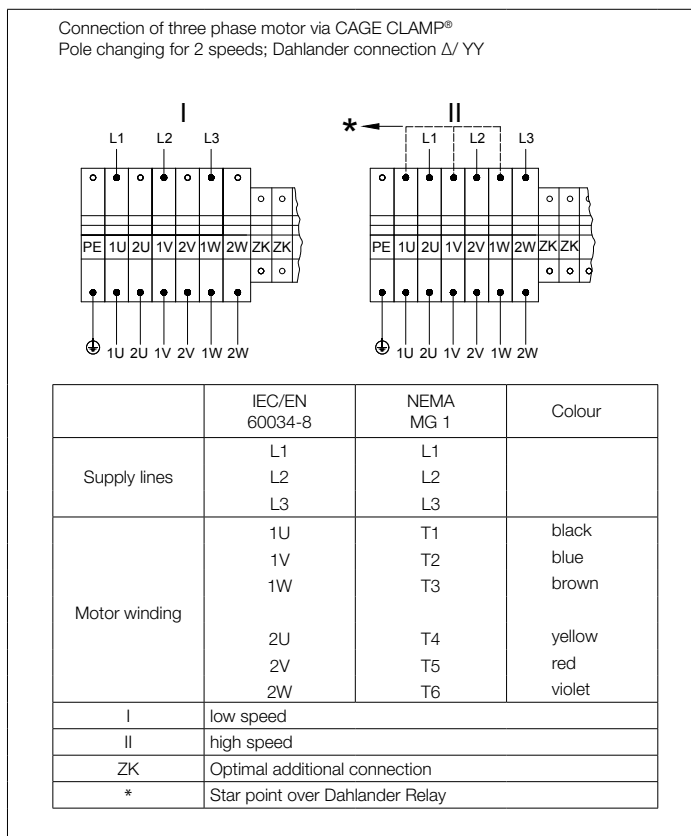 Connection of three phase motor via CAGE CLAMP®
Pole changing for 2 speeds; Dahlander connection Δ/ YY
I
L1 L2 L3
PE 1U 2U 1V 2V 1W 2W ZK ZK
1U 2U 1V 2V 1W 2W
* II
L1 L2 L3
PE 1U 2U 1V 2V 1W 2W ZK ZK
1U 2U 1V 2V 1W 2W
IEC/EN 60034-8 NEMA MG 1 Colour
Supply lines
L1 L1
L2 L2
L3 L3
Motor winding
1U T1 black
1V T2 blue
1W T3 brown
2U T4 yellow
2V T5 red
2W T6 violet
I low speed
II high speed
ZK Optimal additional connection
* Star point over Dahlander Relay